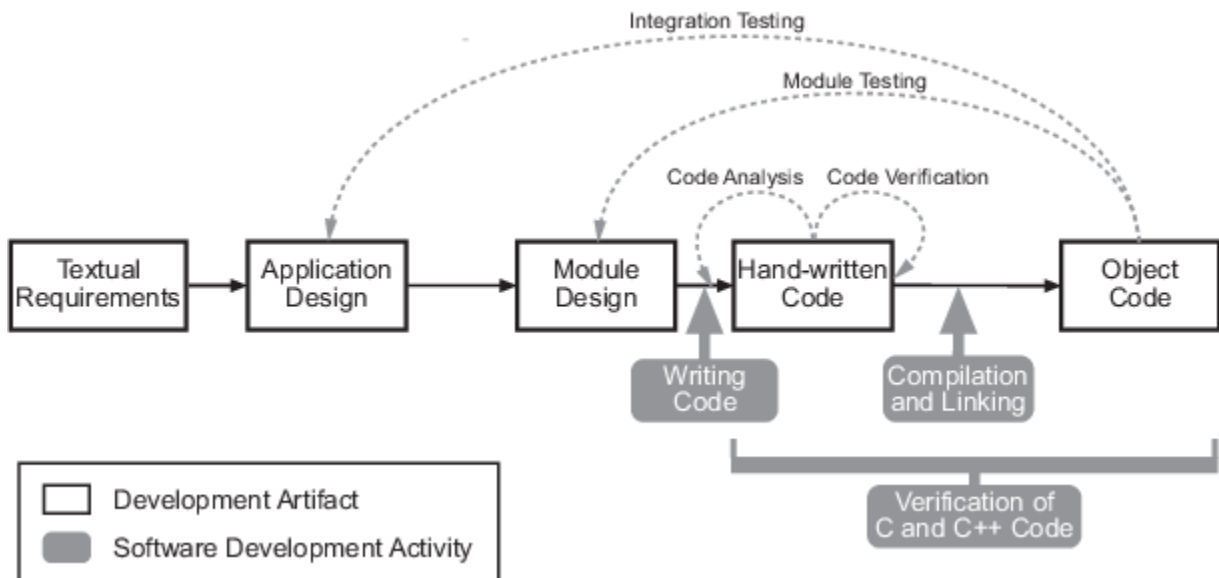 Integration Testing
Module Testing
Code Analysis
Code Verification
Textual
Requirements
Application
Design
Module
Design
Hand-written
Code
Object
Code
Writing
Code
Compilation
and Linking
Verification of
C and C++ Code
Development Artifact
Software Development Activity